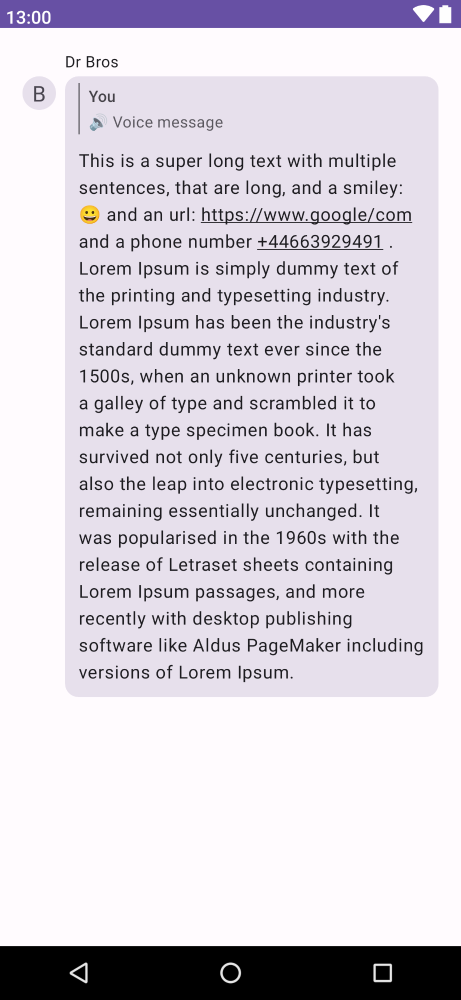 13:00
Dr Bros
B
You
🔊 Voice message
This is a super long text with multiple
sentences, that are long, and a smiley:
😀 and an url: https://www.google/com
and a phone number +44663929491 .
Lorem Ipsum is simply dummy text of
the printing and typesetting industry.
Lorem Ipsum has been the industry's
standard dummy text ever since the
1500s, when an unknown printer took
a galley of type and scrambled it to
make a type specimen book. It has
survived not only five centuries, but
also the leap into electronic typesetting,
remaining essentially unchanged. It
was popularised in the 1960s with the
release of Letraset sheets containing
Lorem Ipsum passages, and more
recently with desktop publishing
software like Aldus PageMaker including
versions of Lorem Ipsum.